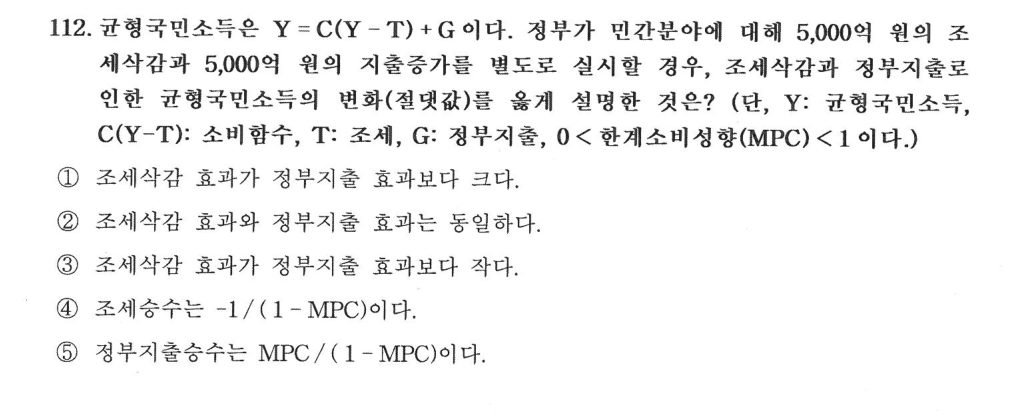 112. 균형국민소득은 Y = C(Y - T) + G 이다. 정부가 민간분야에 대해 5,000억 원의 조
세삭감과 5,000억 원의 지출증가를 별도로 실시할 경우, 조세삭감과 정부지출로
인한 균형국민소득의 변화(절댓값)를 옳게 설명한 것은? (단, Y: 균형국민소득,
C(Y-T): 소비함수, T: 조세, G: 정부지출, 0 < 한계소비성향(MPC) < 1 이다.)
① 조세삭감 효과가 정부지출 효과보다 크다.
② 조세삭감 효과와 정부지출 효과는 동일하다.
③ 조세삭감 효과가 정부지출 효과보다 작다.
④ 조세승수는 -1 / ( 1 - MPC)이다.
⑤ 정부지출승수는 MPC / ( 1 - MPC)이다.